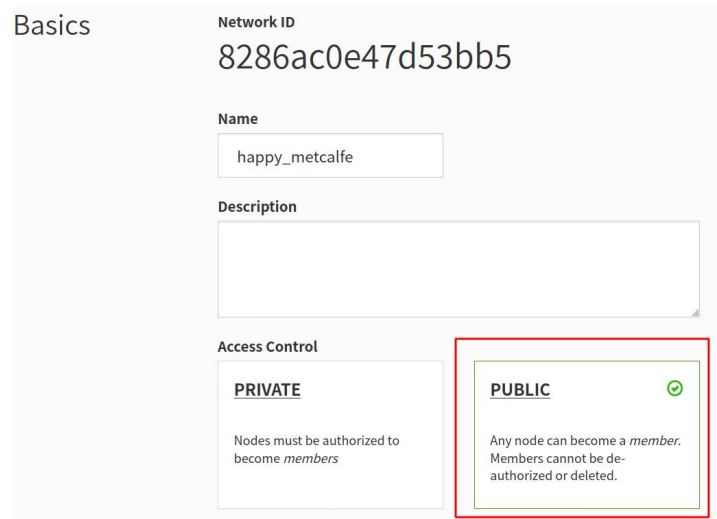 Basics
Network ID
8286ac0e47d53bb5
Name
happy_metcalfe
Description
Access Control
PRIVATE
Nodes must be authorized to
become members
PUBLIC
Any node can become a member.
Members cannot be de-
authorized or deleted.